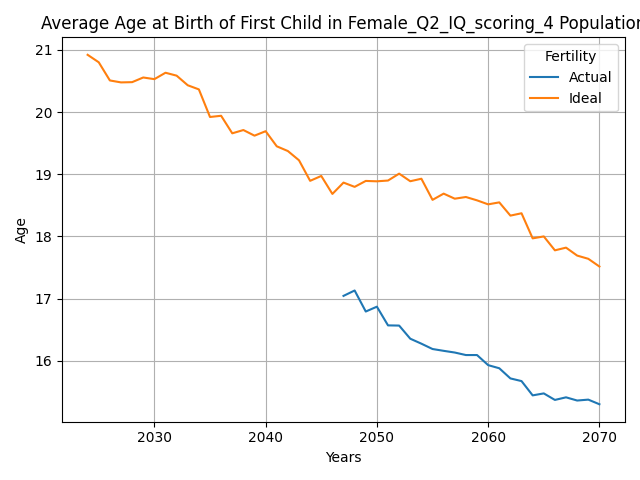 Average Age at Birth of First Child in Female_Q2_IQ_scoring_4 Population
Fertility
Actual
Ideal
21
20
19
18
17
16
Age
2030 2040 2050 2060 2070
Years